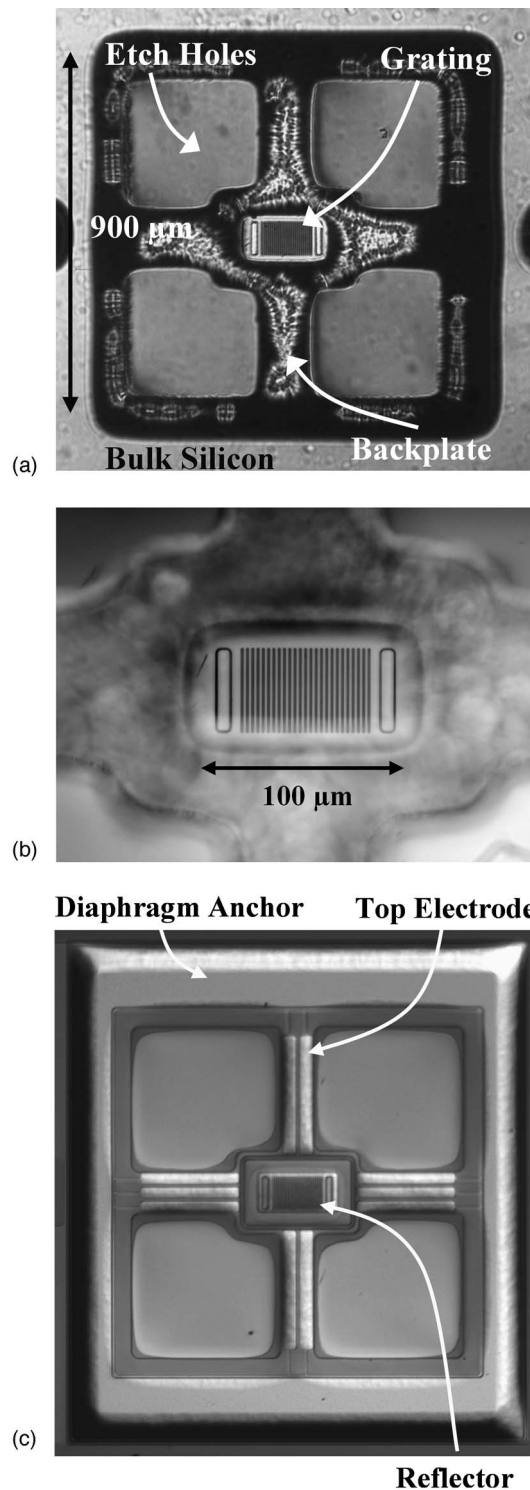 Etch Holes Grating
900 µm
Backplate
Bulk Silicon
(a)
100 µm
(b)
Diaphragm Anchor Top Electrode
(c)
Reflector